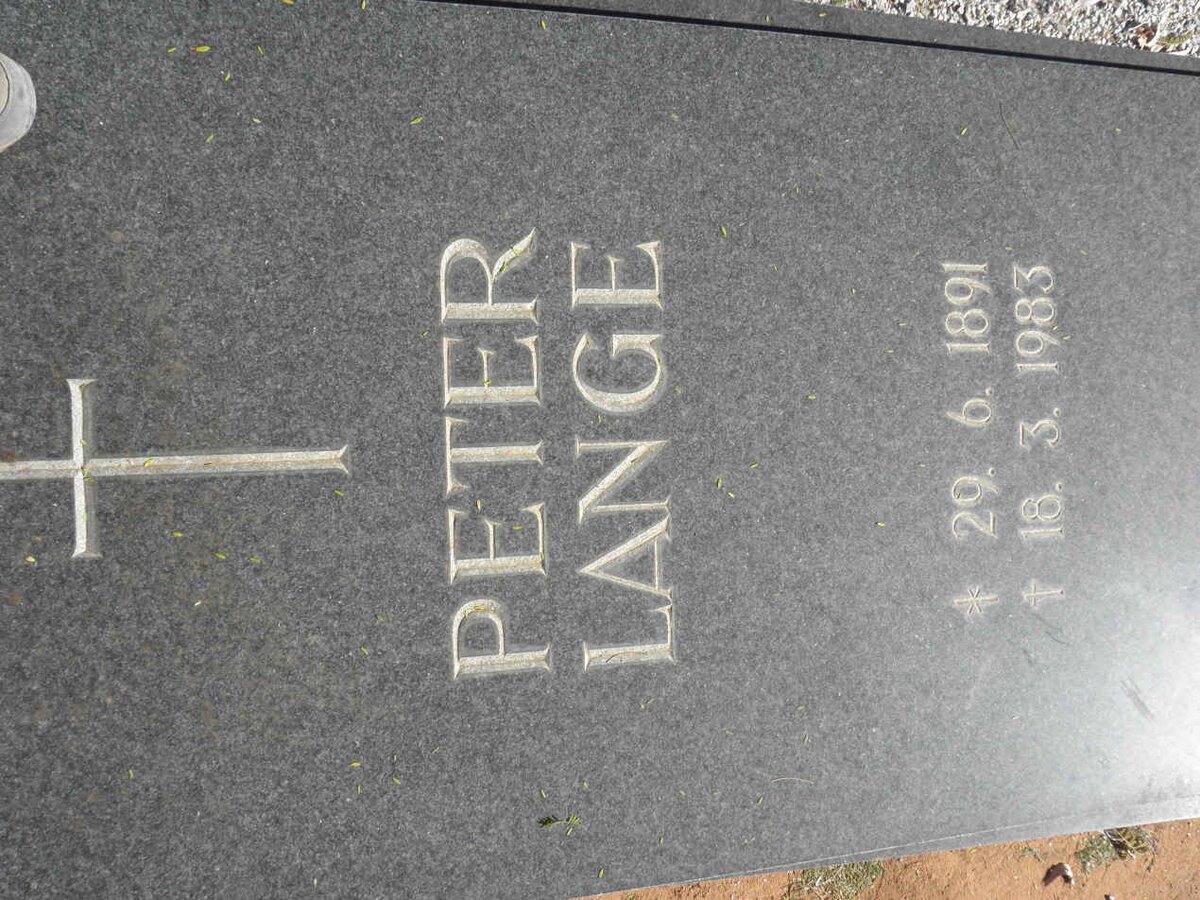 PETER
LANGE
* 29. 6. 1891
† 18. 3. 1983